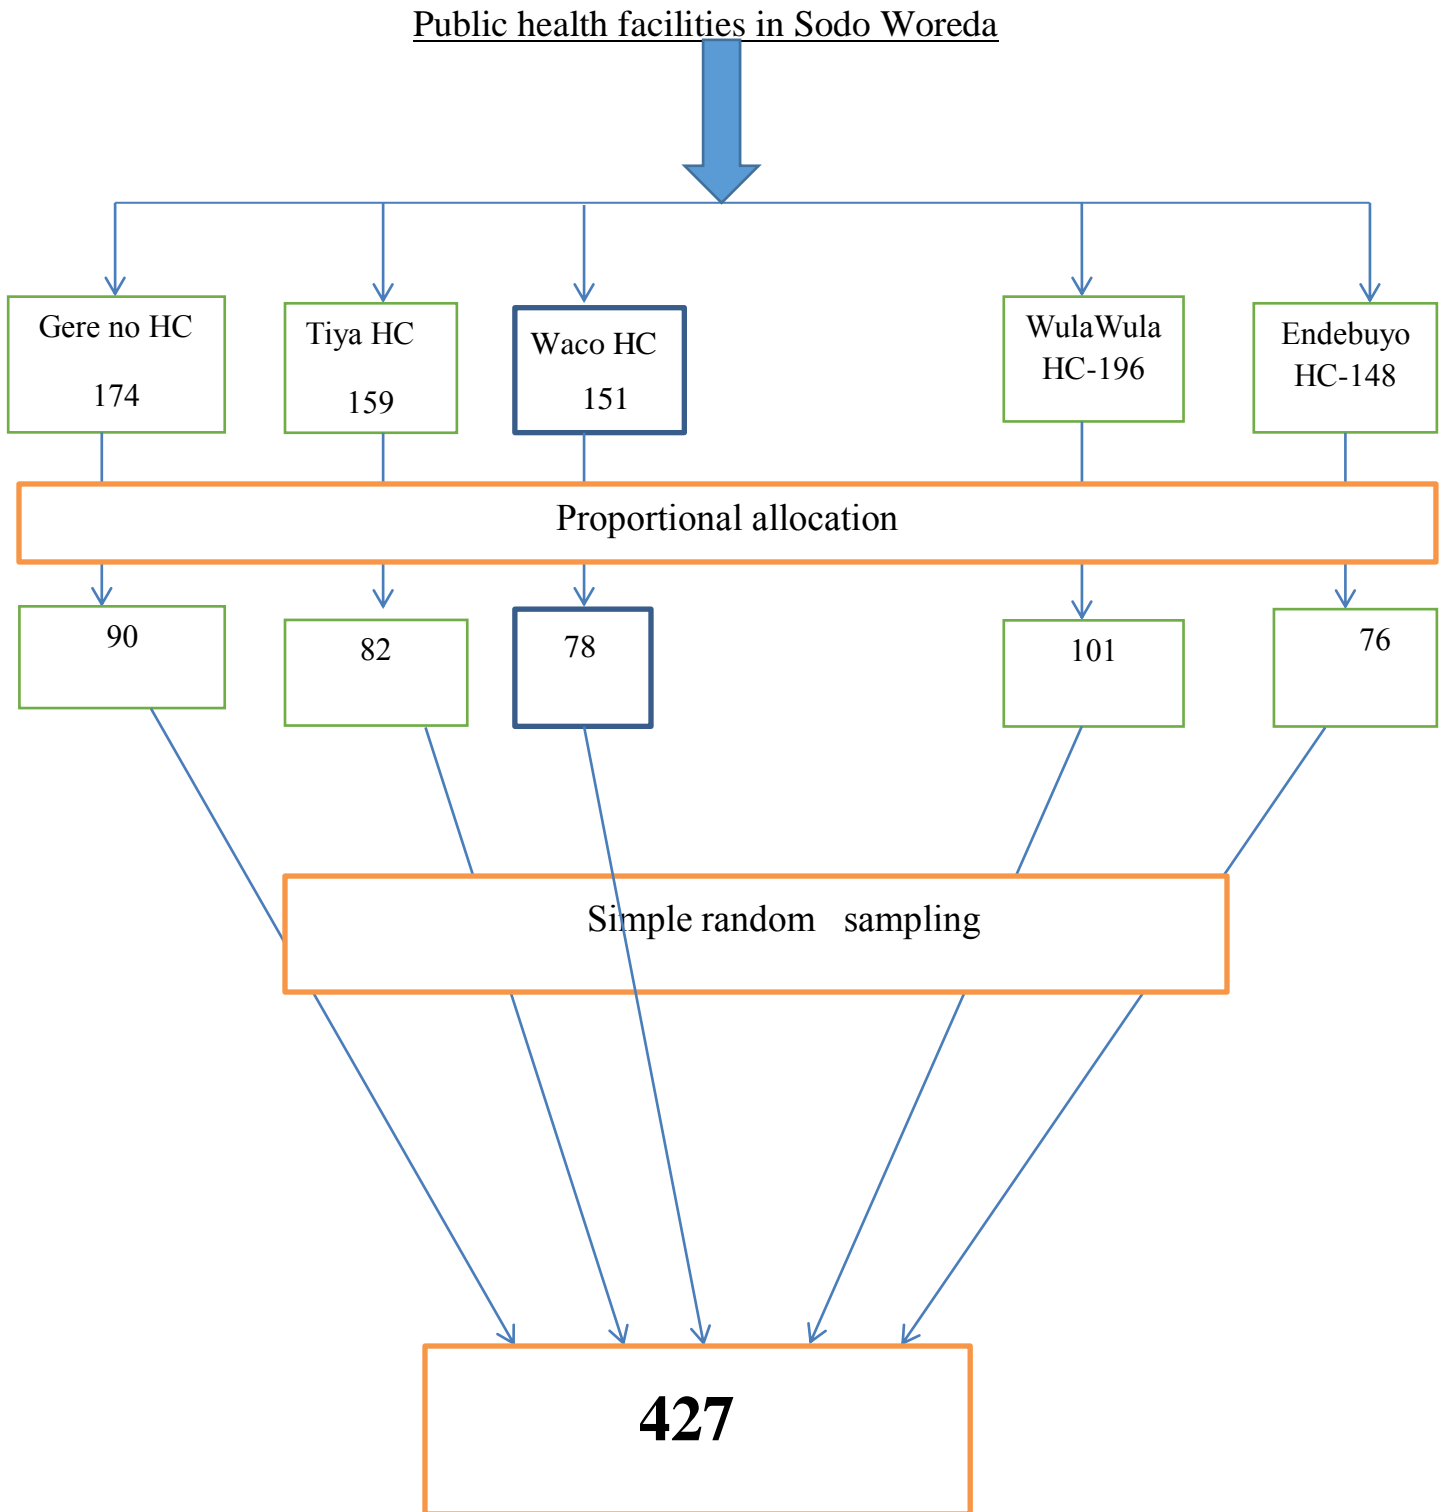 Public health facilities in Sodo Woreda
Gere no HC
174
Tiya HC
159
Waco HC
151
WulaWula
HC-196
Endebuyo
HC-148
Proportional allocation
90
82
78
101
76
Simple random sampling
427